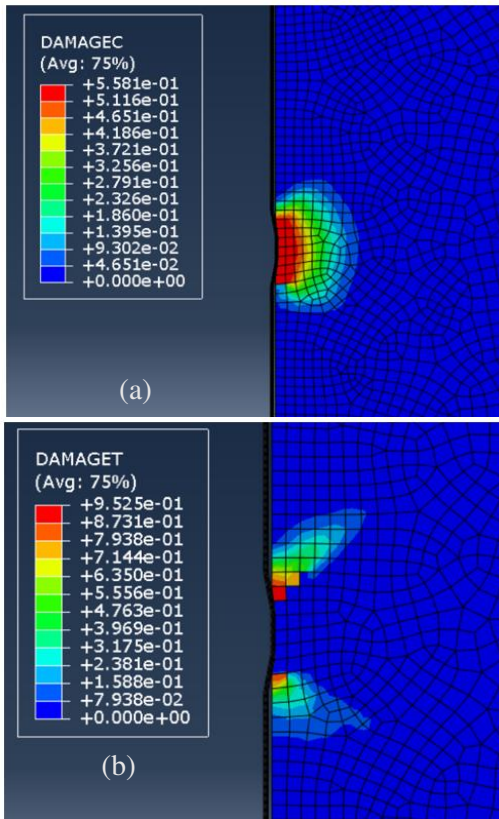 DAMAGEC
(Avg: 75%)
+5.581e-01
+5.116e-01
+4.651e-01
+4.186e-01
+3.721e-01
+3.256e-01
+2.791e-01
+2.326e-01
+1.860e-01
+1.395e-01
+9.302e-02
+4.651e-02
+0.000e+00
(a)
DAMAGET
(Avg: 75%)
+9.525e-01
+8.731e-01
+7.938e-01
+7.144e-01
+6.350e-01
+5.556e-01
+4.763e-01
+3.969e-01
+3.175e-01
+2.381e-01
+1.588e-01
+7.938e-02
+0.000e+00
(b)